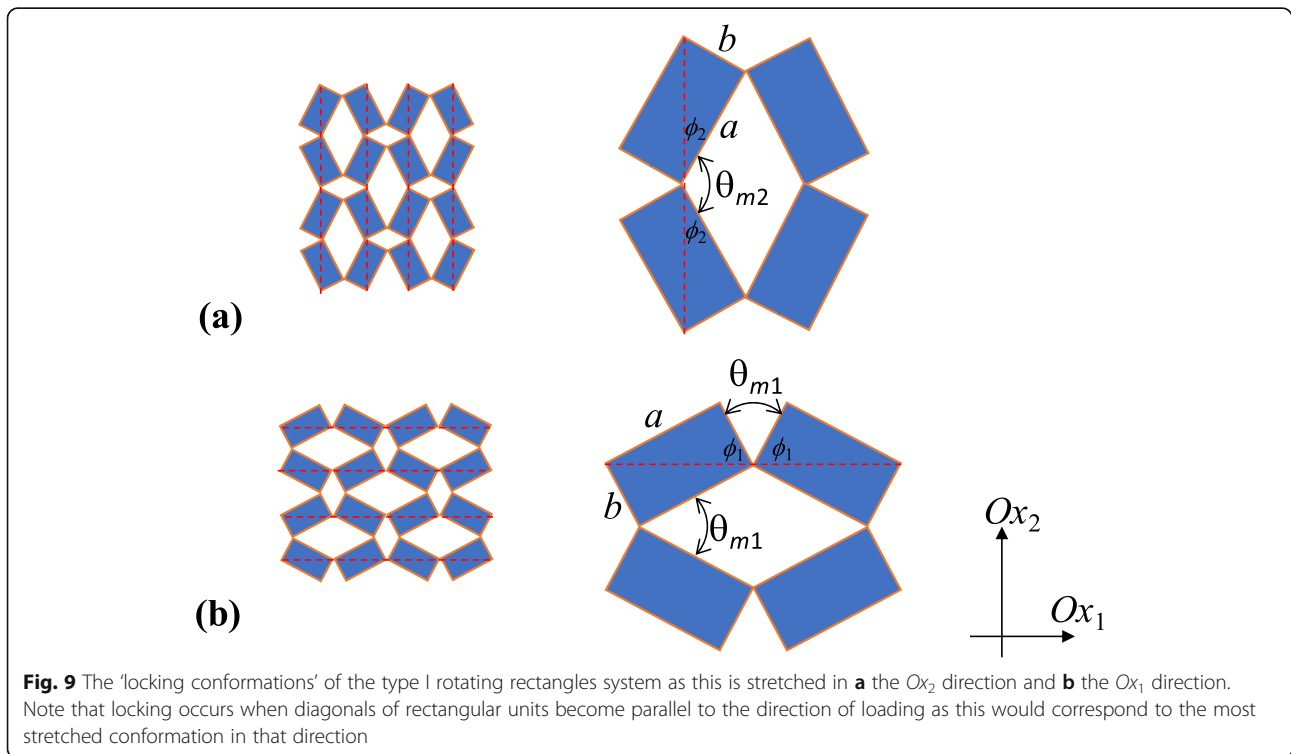 b
ϕ2
a
θm2
ϕ2
(a)
θm1
a
ϕ1 ϕ1
b
θm1
(b)
Ox2
Ox1
Fig. 9 The ‘locking conformations’ of the type I rotating rectangles system as this is stretched in a the Ox2 direction and b the Ox1 direction.
Note that locking occurs when diagonals of rectangular units become parallel to the direction of loading as this would correspond to the most
stretched conformation in that direction